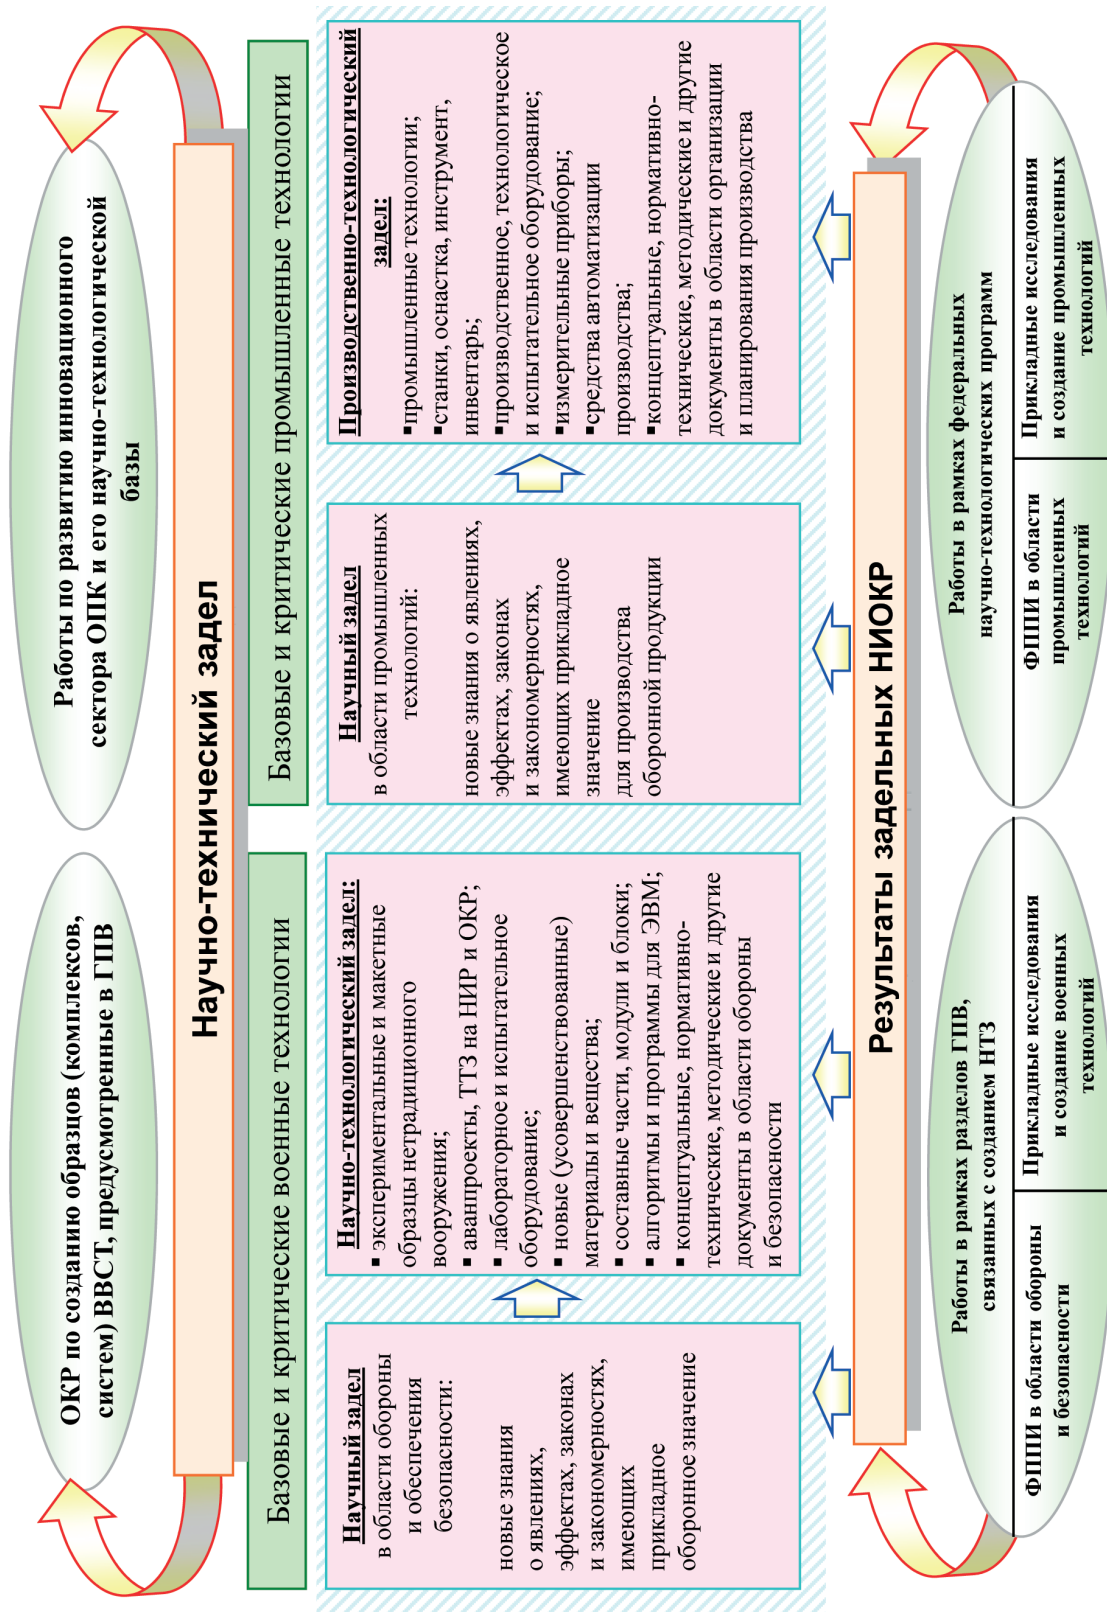 ОКР по созданию образцов (комплексов,
систем) ВВСТ, предусмотренные в ГПВ
Работы по развитию инновационного
сектора ОПК и его научно-технологической
базы
Научно-технический задел
Базовые и критические военные технологии
Базовые и критические промышленные технологии
Научный задел
в области обороны
и обеспечения
безопасности:
новые знания
о явлениях,
эффектах, законах
и закономерностях,
имеющих
прикладное
оборонное значение
Научно-технологический задел:
▪ экспериментальные и макетные
образцы нетрадиционного
вооружения;
▪ аванпроекты, ТТЗ на НИР и ОКР;
▪ лабораторное и испытательное
оборудование;
▪ новые (усовершенствованные)
материалы и вещества;
▪ составные части, модули и блоки;
▪ алгоритмы и программы для ЭВМ;
▪ концептуальные, нормативно-
технические, методические и другие
документы в области обороны
и безопасности
Научный задел
в области промышленных
технологий:
новые знания о явлениях,
эффектах, законах
и закономерностях,
имеющих прикладное
значение
для производства
оборонной продукции
Производственно-технологический
задел:
▪промышленные технологии;
▪станки, оснастка, инструмент,
инвентарь;
▪производственное, технологическое
и испытательное оборудование;
▪измерительные приборы;
▪средства автоматизации
производства;
▪концептуальные, нормативно-
технические, методические и другие
документы в области организации
и планирования производства
Результаты задельных НИОКР
Работы в рамках разделов ГПВ,
связанных с созданием НТЗ
ФППИ в области обороны
и безопасности
Прикладные исследования
и создание военных
технологий
Работы в рамках федеральных
научно-технологических программ
ФППИ в области
промышленных
технологий
Прикладные исследования
и создание промышленных
технологий